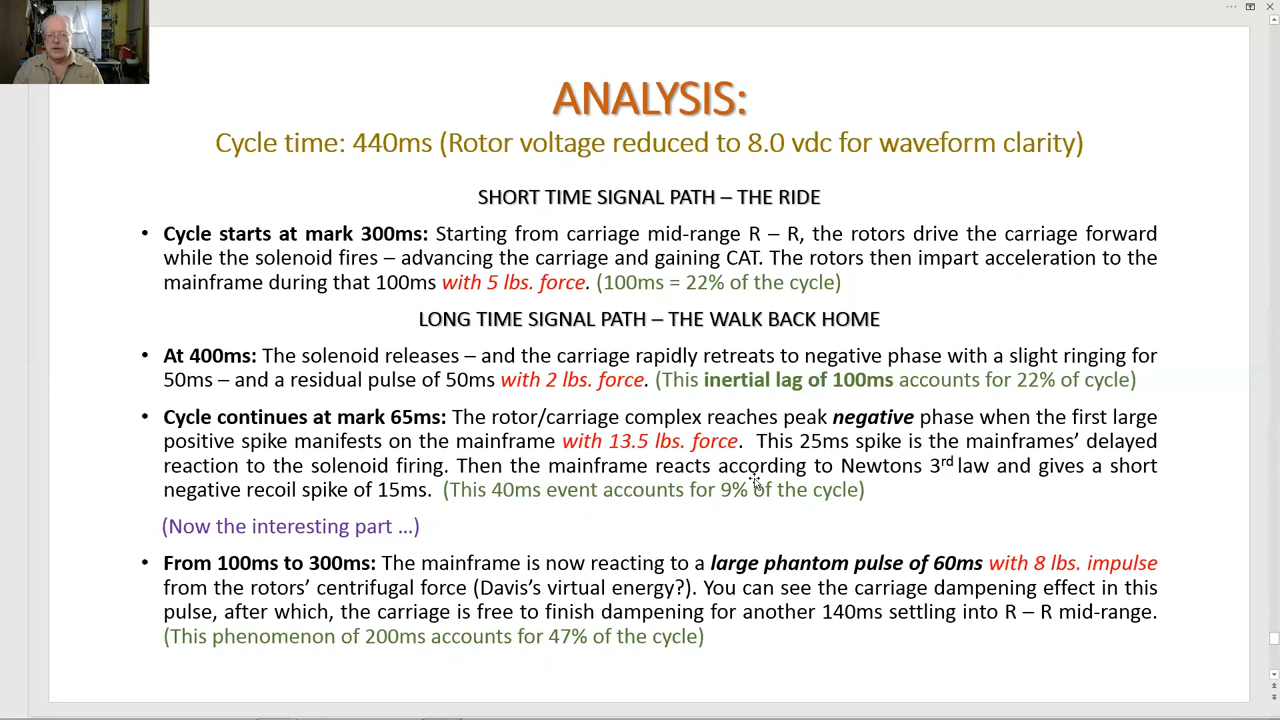 ANALYSIS:
Cycle time: 440ms (Rotor voltage reduced to 8.0 vdc for waveform clarity)
SHORT TIME SIGNAL PATH – THE RIDE
• Cycle starts at mark 300ms: Starting from carriage mid-range R – R, the rotors drive the carriage forward
while the solenoid fires – advancing the carriage and gaining CAT. The rotors then impart acceleration to the
mainframe during that 100ms with 5 lbs. force. (100ms = 22% of the cycle)
LONG TIME SIGNAL PATH – THE WALK BACK HOME
• At 400ms: The solenoid releases – and the carriage rapidly retreats to negative phase with a slight ringing for
50ms – and a residual pulse of 50ms with 2 lbs. force. (This inertial lag of 100ms accounts for 22% of cycle)
• Cycle continues at mark 65ms: The rotor/carriage complex reaches peak negative phase when the first large
positive spike manifests on the mainframe with 13.5 lbs. force. This 25ms spike is the mainframes’ delayed
reaction to the solenoid firing. Then the mainframe reacts according to Newtons 3rd law and gives a short
negative recoil spike of 15ms. (This 40ms event accounts for 9% of the cycle)
(Now the interesting part …)
• From 100ms to 300ms: The mainframe is now reacting to a large phantom pulse of 60ms with 8 lbs. impulse
from the rotors’ centrifugal force (Davis’s virtual energy?). You can see the carriage dampening effect in this
pulse, after which, the carriage is free to finish dampening for another 140ms settling into R – R mid-range.
(This phenomenon of 200ms accounts for 47% of the cycle)